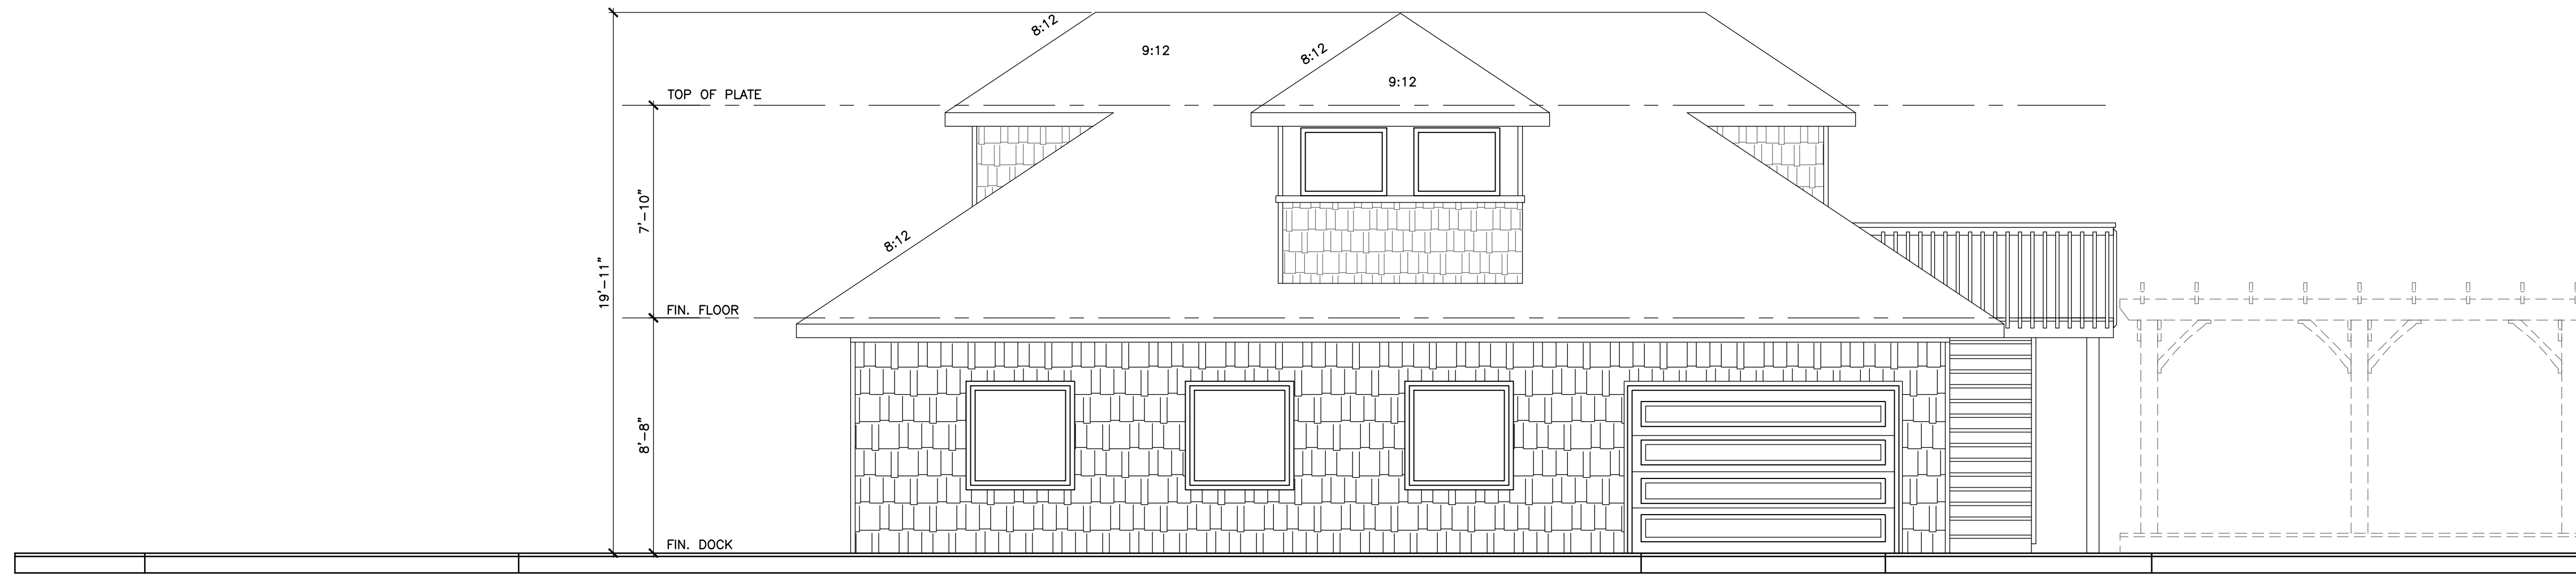 8:12
9:12
8:12
9:12
TOP OF PLATE
7'-10"
8:12
19'-11"
FIN. FLOOR
8'-8"
FIN. DOCK